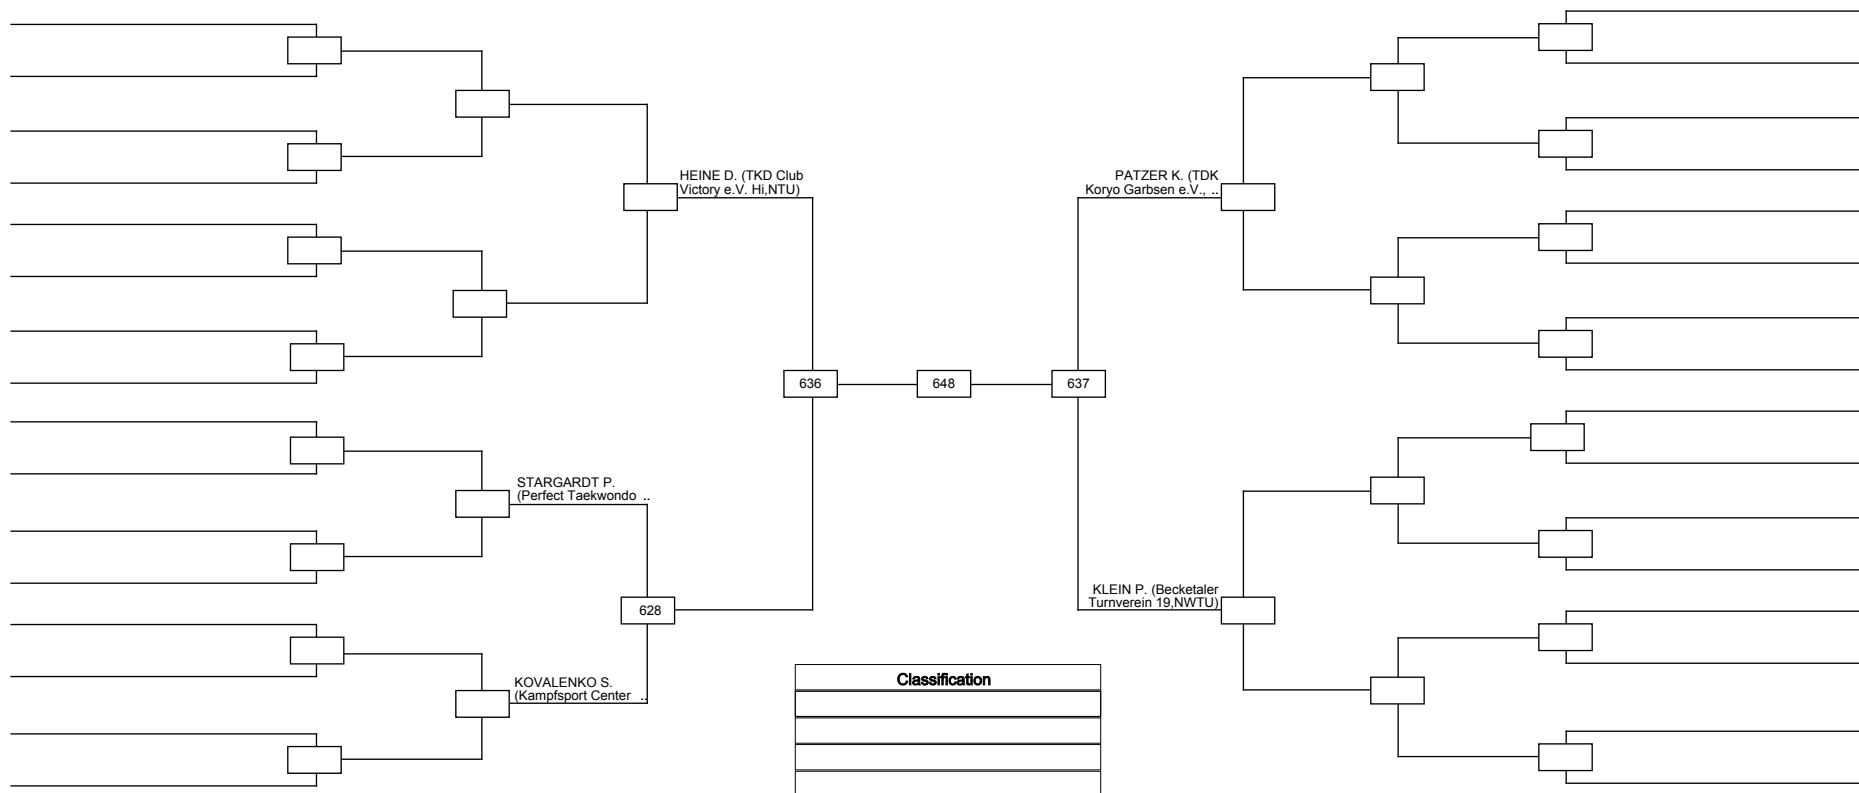 HEINE D. (TKD Club
Victory e.V. Hi,NTU)
PATZER K. (TDK
Koryo Garbsen e.V., ..
636
648
637
STARGARDT P.
(Perfect Taekwondo ..
KLEIN P. (Becketaler
Turnverein 19,NWTU)
628
KOVALENKO S.
(Kampfsport Center ..
Classification